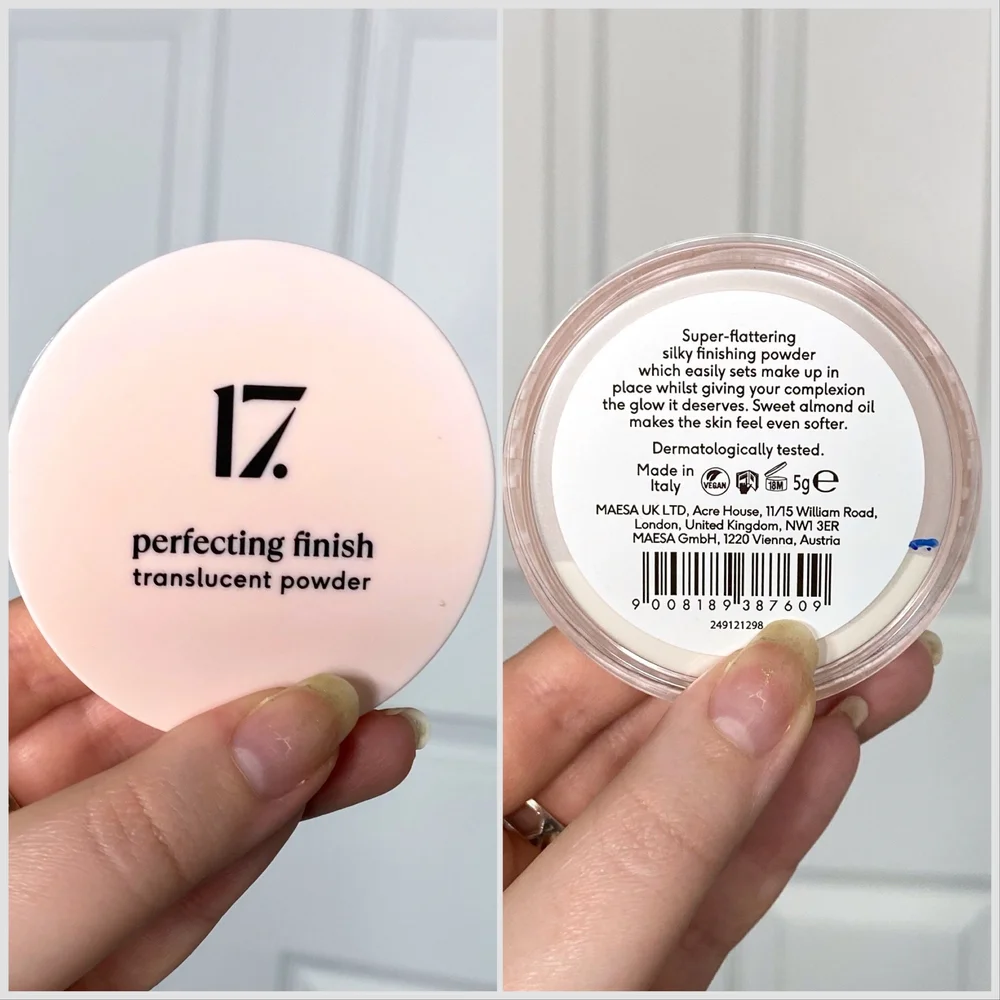 17.
perfecting finish
translucent powder
Super-flattering
silky finishing powder
which easily sets make up in
place whilst giving your complexion
the glow it deserves. Sweet almond oil
makes the skin feel even softer.
Dermatologically tested.
Made in
Italy
VEGAN
18M
5g ℮
MAESA UK LTD, Acre House, 11/15 William Road,
London, United Kingdom, NW1 3ER
MAESA GmbH, 1220 Vienna, Austria
9 008189 387609
249121298